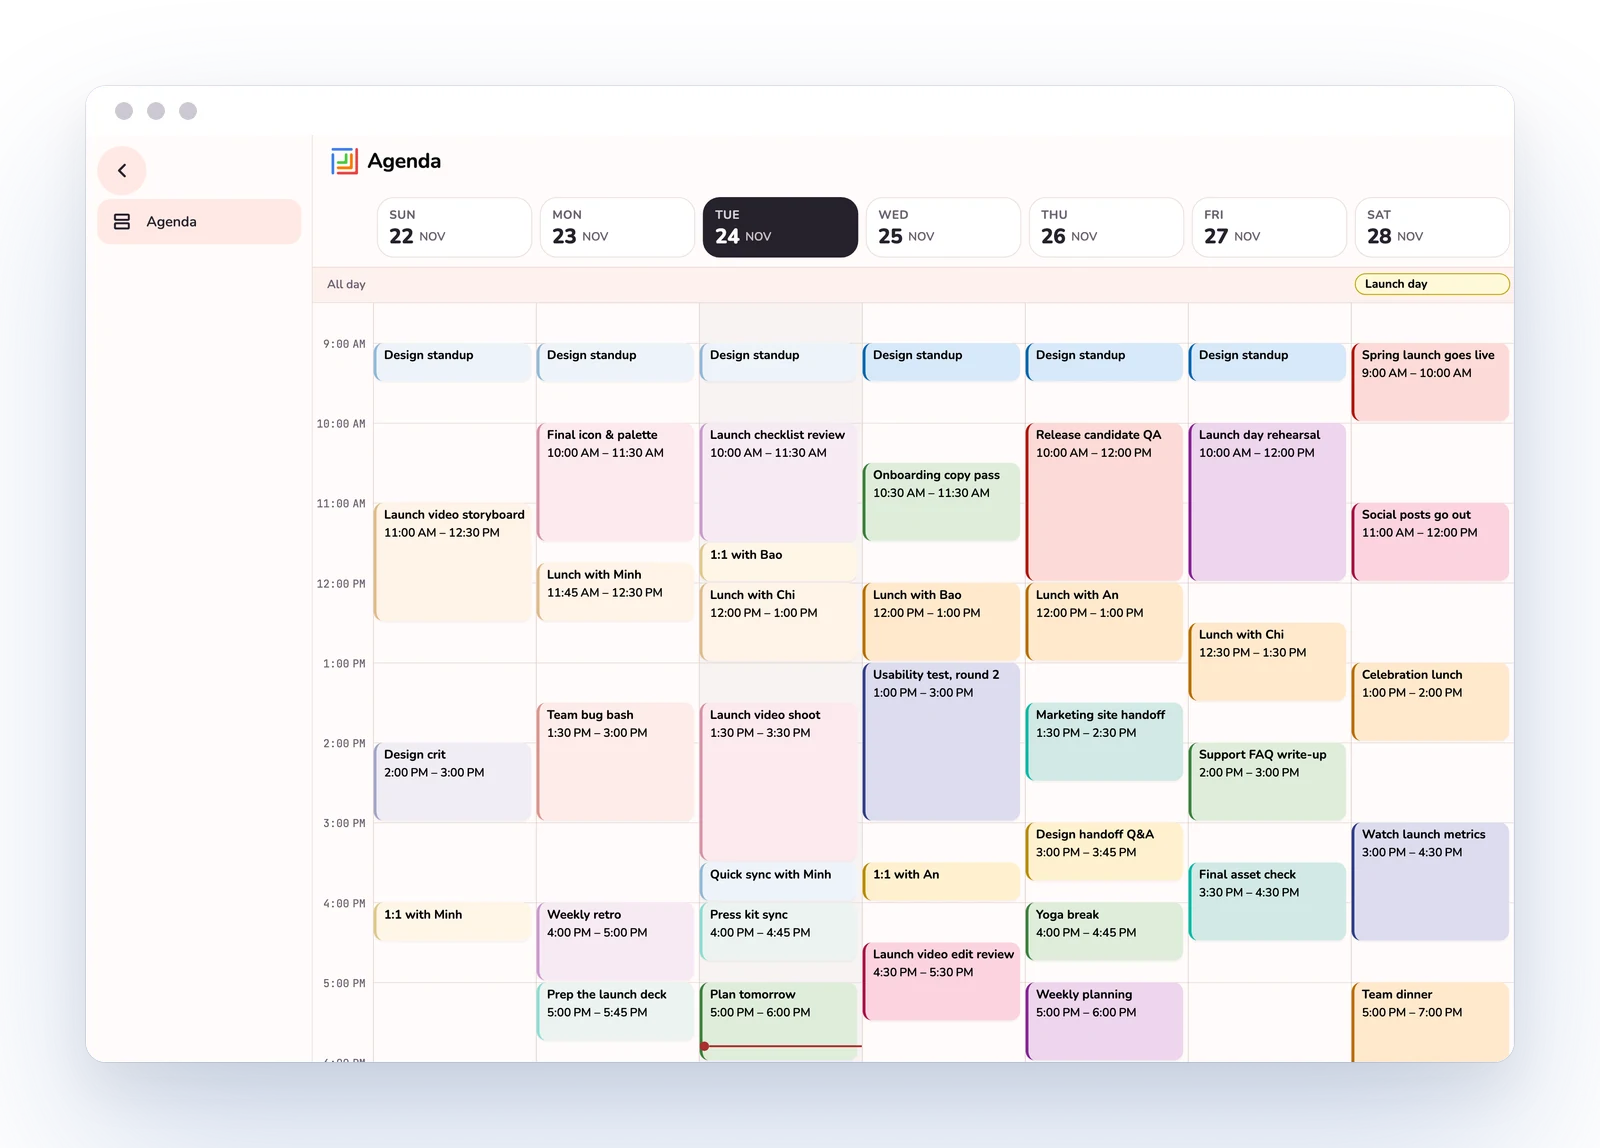 Agenda
Agenda
SUN
22 NOV
MON
23 NOV
TUE
24 NOV
WED
25 NOV
THU
26 NOV
FRI
27 NOV
SAT
28 NOV
All day
Launch day
9:00 AM
10:00 AM
11:00 AM
12:00 PM
1:00 PM
2:00 PM
3:00 PM
4:00 PM
5:00 PM
Design standup
Launch video storyboard
11:00 AM – 12:30 PM
Design crit
2:00 PM – 3:00 PM
1:1 with Minh
Design standup
Final icon & palette
10:00 AM – 11:30 AM
Lunch with Minh
11:45 AM – 12:30 PM
Team bug bash
1:30 PM – 3:00 PM
Weekly retro
4:00 PM – 5:00 PM
Prep the launch deck
5:00 PM – 5:45 PM
Design standup
Launch checklist review
10:00 AM – 11:30 AM
1:1 with Bao
Lunch with Chi
12:00 PM – 1:00 PM
Launch video shoot
1:30 PM – 3:30 PM
Quick sync with Minh
Press kit sync
4:00 PM – 4:45 PM
Plan tomorrow
5:00 PM – 6:00 PM
Design standup
Onboarding copy pass
10:30 AM – 11:30 AM
Lunch with Bao
12:00 PM – 1:00 PM
Usability test, round 2
1:00 PM – 3:00 PM
1:1 with An
Launch video edit review
4:30 PM – 5:30 PM
Design standup
Release candidate QA
10:00 AM – 12:00 PM
Lunch with An
12:00 PM – 1:00 PM
Marketing site handoff
1:30 PM – 2:30 PM
Design handoff Q&A
3:00 PM – 3:45 PM
Yoga break
4:00 PM – 4:45 PM
Weekly planning
5:00 PM – 6:00 PM
Design standup
Launch day rehearsal
10:00 AM – 12:00 PM
Lunch with Chi
12:30 PM – 1:30 PM
Support FAQ write-up
2:00 PM – 3:00 PM
Final asset check
3:30 PM – 4:30 PM
Spring launch goes live
9:00 AM – 10:00 AM
Social posts go out
11:00 AM – 12:00 PM
Celebration lunch
1:00 PM – 2:00 PM
Watch launch metrics
3:00 PM – 4:30 PM
Team dinner
5:00 PM – 7:00 PM